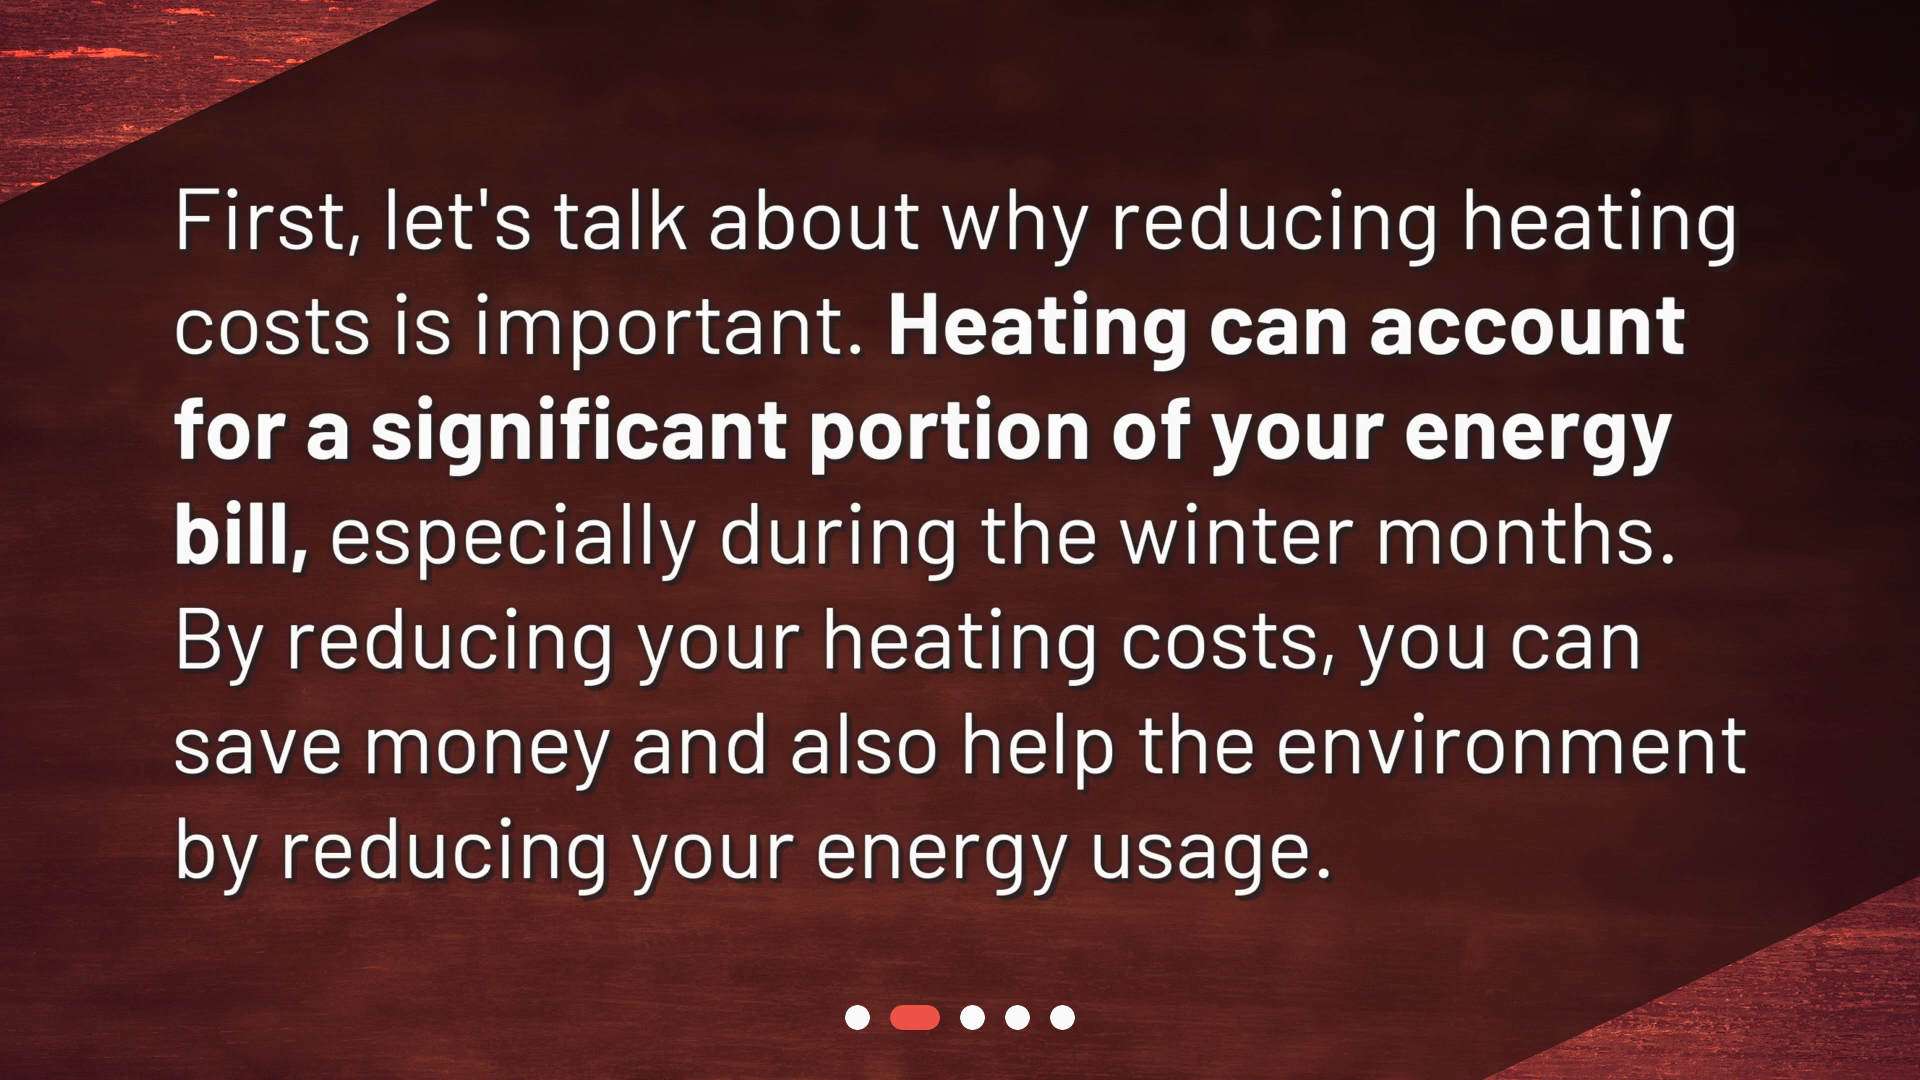 First, let's talk about why reducing heating
costs is important. Heating can account
for a significant portion of your energy
bill, especially during the winter months.
By reducing your heating costs, you can
save money and also help the environment
by reducing your energy usage.